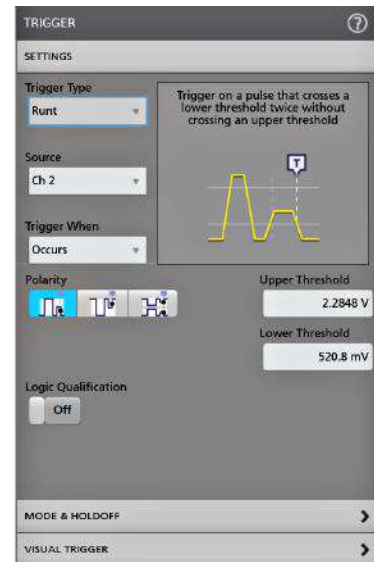 TRIGGER
?
SETTINGS
Trigger Type
Runt
Trigger on a pulse that crosses a
lower threshold twice without
crossing an upper threshold
T
Source
Ch 2
Trigger When
Occurs
Polarity
Upper Threshold
2.2848 V
Lower Threshold
520.8 mV
Logic Qualification
Off
MODE & HOLDOFF
VISUAL TRIGGER